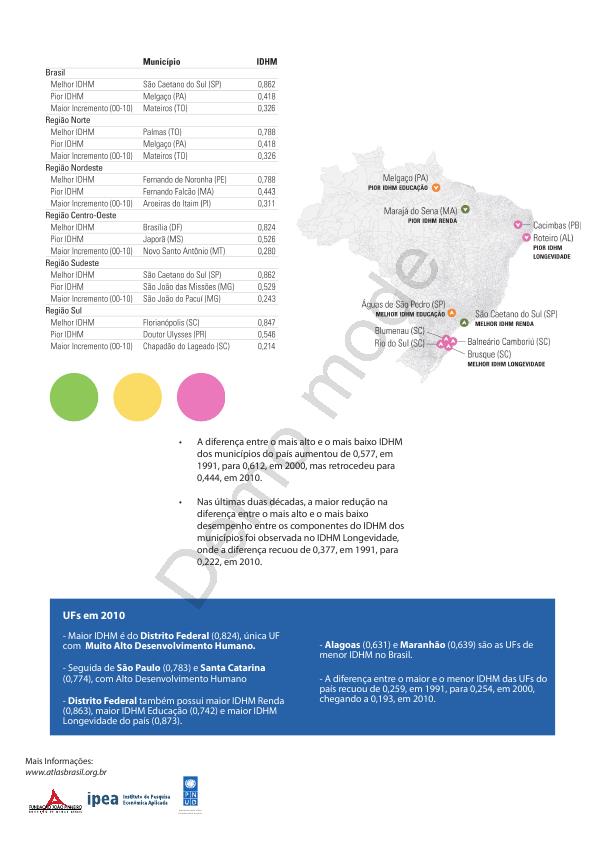 Município IDHM
Brasil
Melhor IDHM São Caetano do Sul (SP) 0,862
Pior IDHM Melgaço (PA) 0,418
Maior Incremento (00-10) Mateiros (TO) 0,326
Região Norte
Melhor IDHM Palmas (TO) 0,788
Pior IDHM Melgaço (PA) 0,418
Maior Incremento (00-10) Mateiros (TO) 0,326
Região Nordeste
Melhor IDHM Fernando de Noronha (PE) 0,788
Pior IDHM Fernando Falcão (MA) 0,443
Maior Incremento (00-10) Aroeiras do Itaim (PI) 0,311
Região Centro-Oeste
Melhor IDHM Brasília (DF) 0,824
Pior IDHM Japorã (MS) 0,526
Maior Incremento (00-10) Novo Santo Antônio (MT) 0,280
Região Sudeste
Melhor IDHM São Caetano do Sul (SP) 0,862
Pior IDHM São João das Missões (MG) 0,529
Maior Incremento (00-10) São João do Pacuí (MG) 0,243
Região Sul
Melhor IDHM Florianópolis (SC) 0,847
Pior IDHM Doutor Ulysses (PR) 0,546
Maior Incremento (00-10) Chapadão do Lageado (SC) 0,214
Melgaço (PA)
PIOR IDHM EDUCAÇÃO
Marajá do Sena (MA)
PIOR IDHM RENDA
Cacimbas (PB)
Roteiro (AL)
PIOR IDHM
LONGEVIDADE
Águas de São Pedro (SP)
MELHOR IDHM EDUCAÇÃO
São Caetano do Sul (SP)
MELHOR IDHM RENDA
Blumenau (SC)
Rio do Sul (SC)
Balneário Camboriú (SC)
Brusque (SC)
MELHOR IDHM LONGEVIDADE
• A diferença entre o mais alto e o mais baixo IDHM
dos municípios do país aumentou de 0,577, em
1991, para 0,612, em 2000, mas retrocedeu para
0,444, em 2010.
• Nas últimas duas décadas, a maior redução na
diferença entre o mais alto e o mais baixo
desempenho entre os componentes do IDHM dos
municípios foi observada no IDHM Longevidade,
onde a diferença recuou de 0,377, em 1991, para
0,222, em 2010.
Demo mode
UFs em 2010
- Maior IDHM é do Distrito Federal (0,824), única UF
com Muito Alto Desenvolvimento Humano.
- Seguida de São Paulo (0,783) e Santa Catarina
(0,774), com Alto Desenvolvimento Humano
- Distrito Federal também possui maior IDHM Renda
(0,863), maior IDHM Educação (0,742) e maior IDHM
Longevidade do país (0,873).
- Alagoas (0,631) e Maranhão (0,639) são as UFs de
menor IDHM no Brasil.
- A diferença entre o maior e o menor IDHM das UFs do
país recuou de 0,259, em 1991, para 0,254, em 2000,
chegando a 0,193, em 2010.
Mais Informações:
www.atlasbrasil.org.br
FUNDAÇÃO JOÃO PINHEIRO
ipea Instituto de Pesquisa
Econômica Aplicada
PNUD